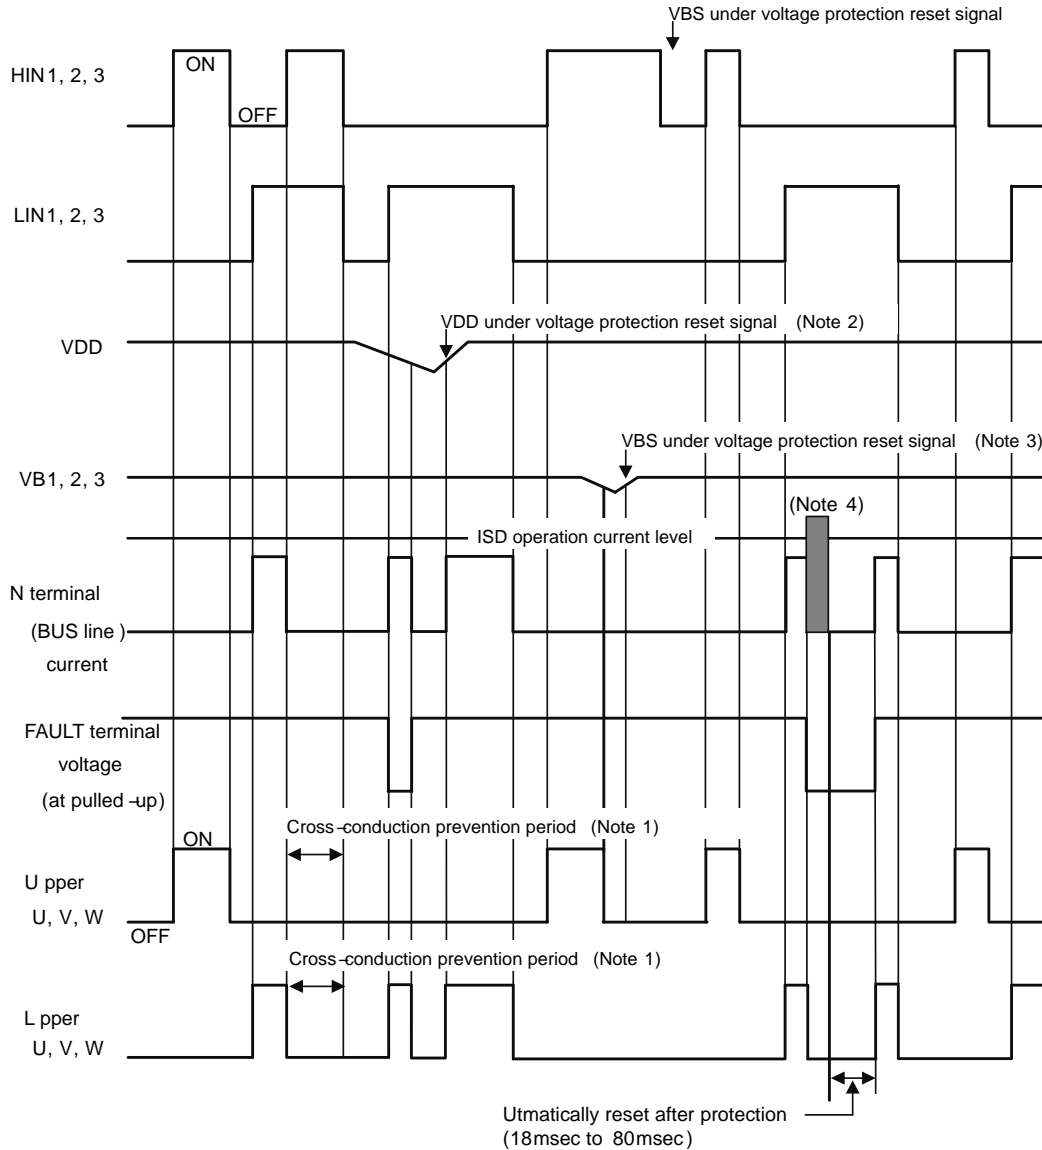 VBS under voltage protection reset signal
HIN1, 2, 3
ON
OFF
LIN1, 2, 3
VDD under voltage protection reset signal (Note 2)
VDD
VBS under voltage protection reset signal (Note 3)
VB1, 2, 3
(Note 4)
ISD operation current level
N terminal
(BUS line )
current
FAULT terminal
voltage
(at pulled –up)
Cross–conduction prevention period (Note 1)
ON
U pper
U, V, W
OFF
Cross–conduction prevention period (Note 1)
L pper
U, V, W
Utmatically reset after protection
(18msec to 80msec)